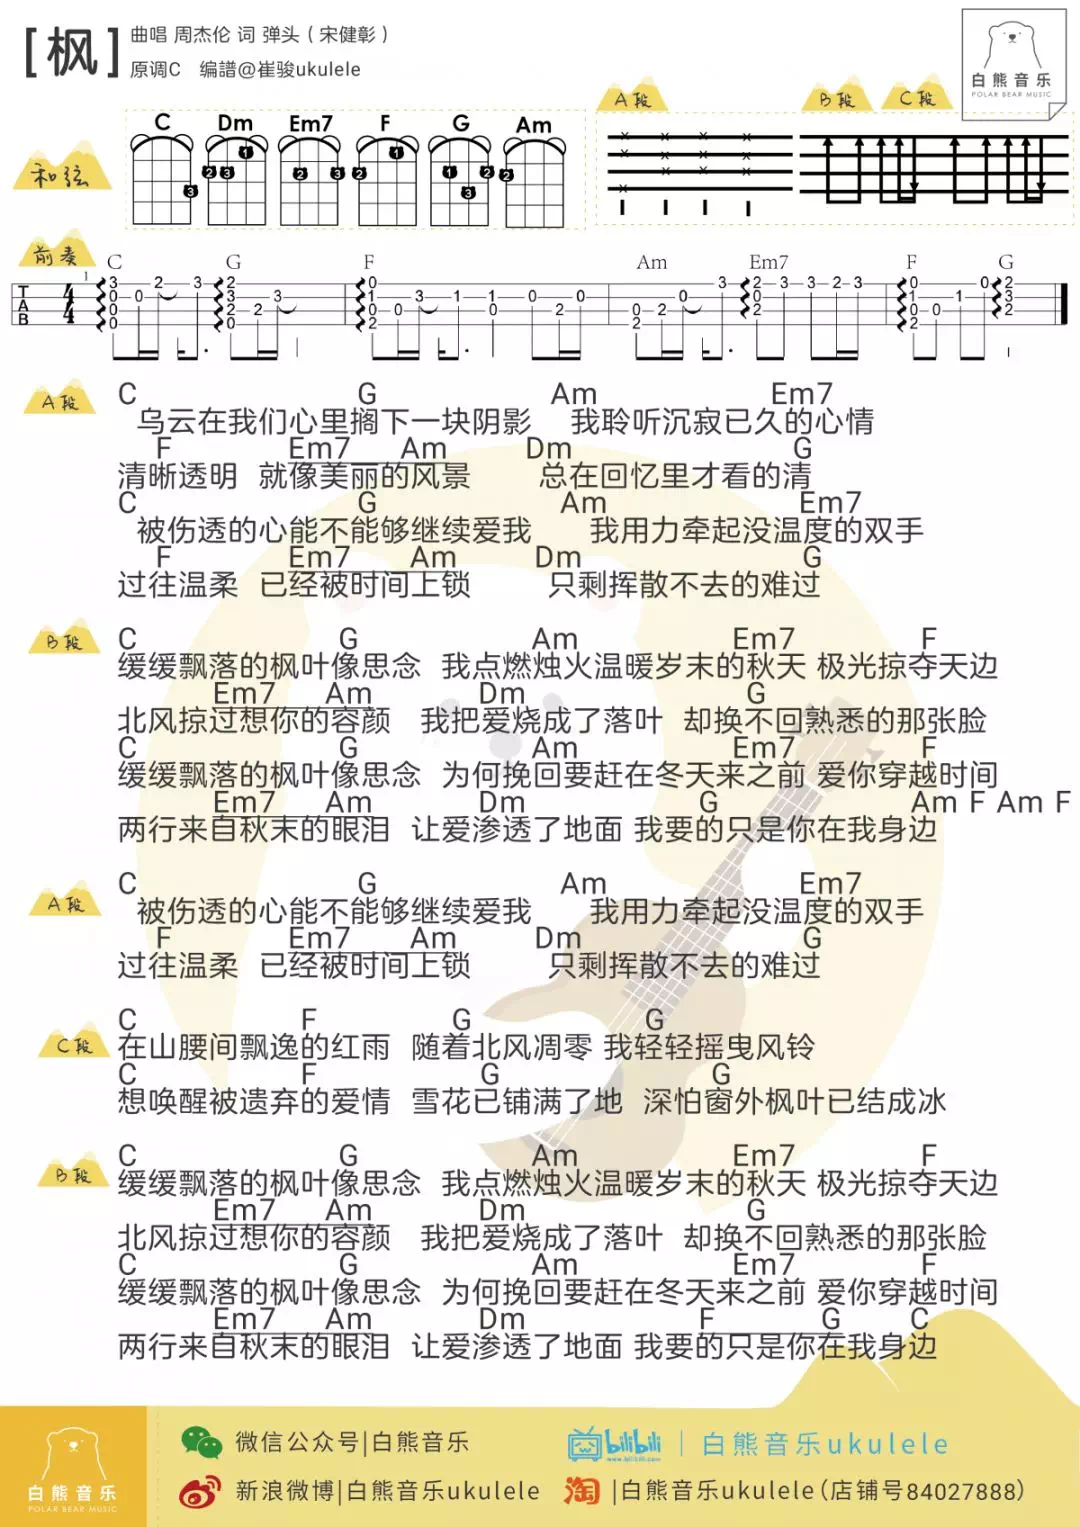 [枫]
曲唱 周杰伦 词 弹头（宋健彰）
原调C 编譜@崔骏ukulele
白熊音乐
POLAR BEAR MUSIC
A段
B段
C段
和弦
C Dm Em7 F G Am
前奏
C G F Am Em7 F G
A段
C G Am Em7
乌云在我们心里搁下一块阴影 我聆听沉寂已久的心情
F Em7 Am Dm G
清晰透明 就像美丽的风景 总在回忆里才看的清
C G Am Em7
被伤透的心能不能够继续爱我 我用力牵起没温度的双手
F Em7 Am Dm G
过往温柔 已经被时间上锁 只剩挥散不去的难过
B段
C G Am Em7 F
缓缓飘落的枫叶像思念 我点燃烛火温暖岁末的秋天 极光掠夺天边
Em7 Am Dm G
北风掠过想你的容颜 我把爱烧成了落叶 却换不回熟悉的那张脸
C G Am Em7 F
缓缓飘落的枫叶像思念 为何挽回要赶在冬天来之前 爱你穿越时间
Em7 Am Dm G Am F Am F
两行来自秋末的眼泪 让爱渗透了地面 我要的只是你在我身边
A段
C G Am Em7
被伤透的心能不能够继续爱我 我用力牵起没温度的双手
F Em7 Am Dm G
过往温柔 已经被时间上锁 只剩挥散不去的难过
C段
C F G G
在山腰间飘逸的红雨 随着北风凋零 我轻轻摇曳风铃
C F G G
想唤醒被遗弃的爱情 雪花已铺满了地 深怕窗外枫叶已结成冰
B段
C G Am Em7 F
缓缓飘落的枫叶像思念 我点燃烛火温暖岁末的秋天 极光掠夺天边
Em7 Am Dm G
北风掠过想你的容颜 我把爱烧成了落叶 却换不回熟悉的那张脸
C G Am Em7 F
缓缓飘落的枫叶像思念 为何挽回要赶在冬天来之前 爱你穿越时间
Em7 Am Dm F G C
两行来自秋末的眼泪 让爱渗透了地面 我要的只是你在我身边
白熊音乐
POLAR BEAR MUSIC
微信公众号|白熊音乐
bilibili | 白熊音乐ukulele
新浪微博|白熊音乐ukulele
淘 |白熊音乐ukulele(店铺号84027888)